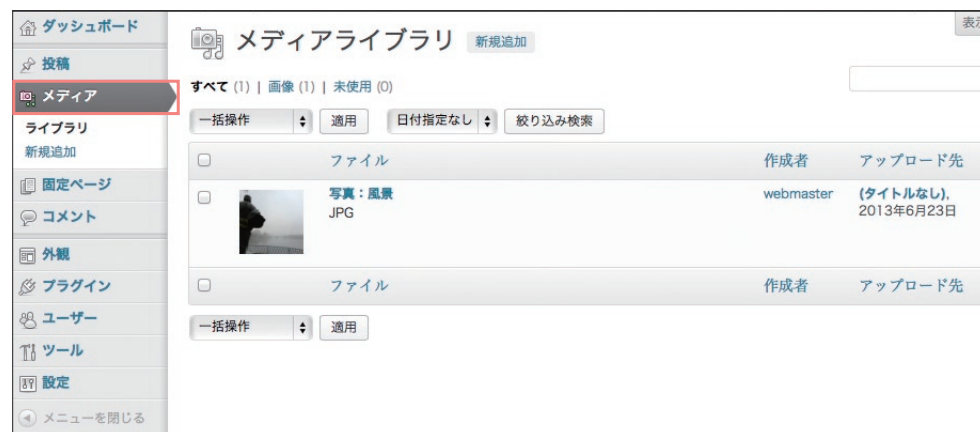 ダッシュボード
投稿
メディア
ライブラリ
新規追加
固定ページ
コメント
外観
プラグイン
ユーザー
ツール
設定
メニューを閉じる
表示
メディアライブラリ 新規追加
すべて (1) | 画像 (1) | 未使用 (0)
一括操作 適用 日付指定なし 絞り込み検索
ファイル 作成者 アップロード先
写真：風景 webmaster (タイトルなし),
JPG 2013年6月23日
ファイル 作成者 アップロード先
一括操作 適用